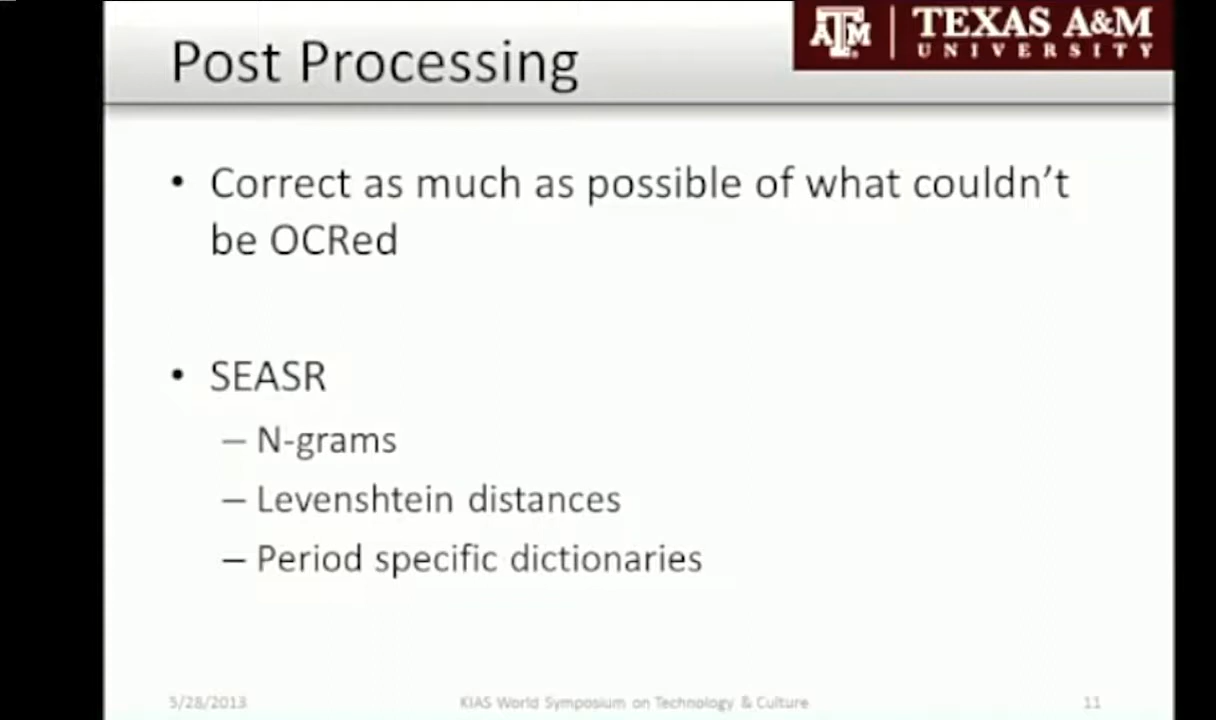 Post Processing
TEXAS A&M
UNIVERSITY
• Correct as much as possible of what couldn't
be OCRed
• SEASR
– N-grams
– Levenshtein distances
– Period specific dictionaries
5/28/2013
KIAS World Symposium on Technology & Culture
11